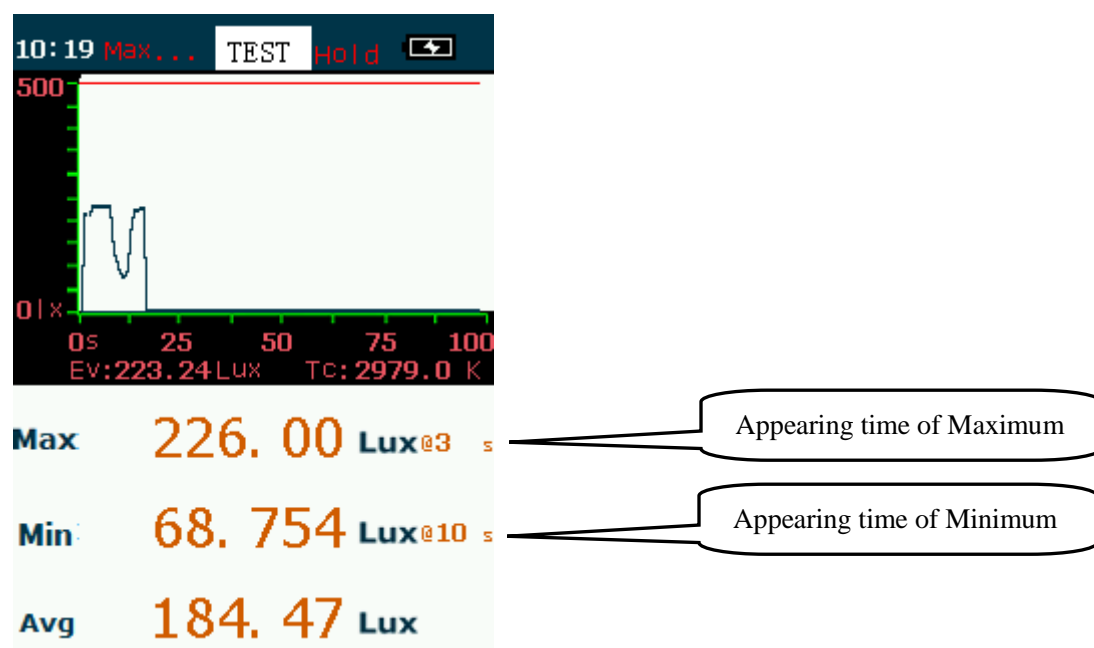 10:19 Max... TEST Hold
500
0lx
0s 25 50 75 100
Ev:223.24Lux Tc:2979.0 K
Max: 226.00 Lux@3 s
Appearing time of Maximum
Min: 68.754 Lux@10 s
Appearing time of Minimum
Avg 184.47 Lux